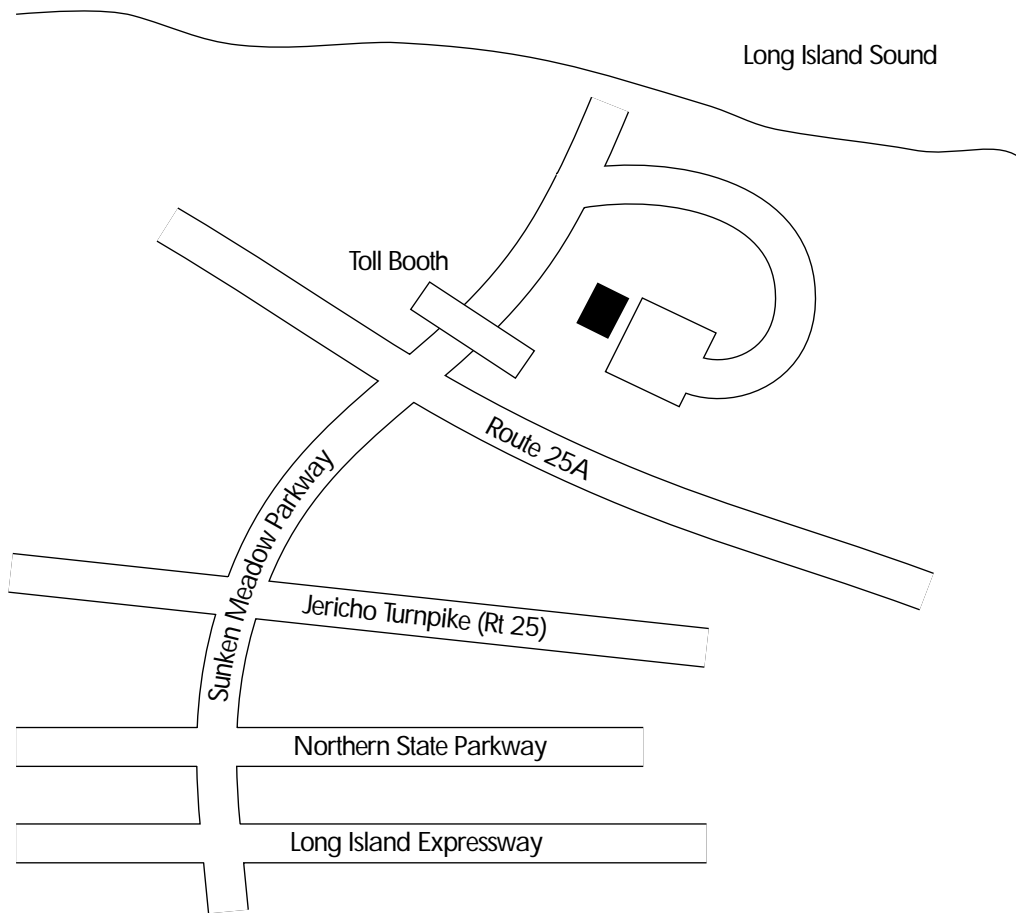 Long Island Sound
Toll Booth
Route 25A
Sunken Meadow Parkway
Jericho Turnpike (Rt 25)
Northern State Parkway
Long Island Expressway